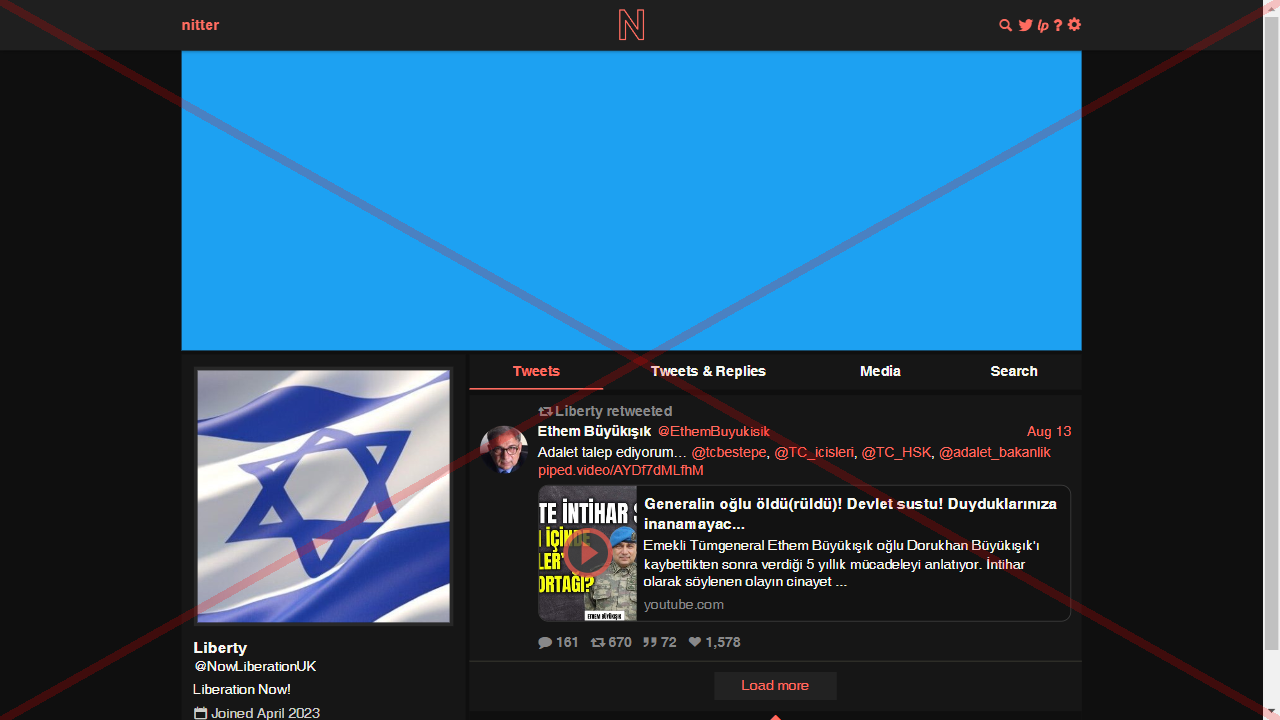 nitter
N
lp ?
Tweets
Tweets & Replies
Media
Search
Liberty retweeted
Ethem Büyükışık @EthemBuyukisik
Aug 13
Adalet talep ediyorum… @tcbestepe, @TC_icisleri, @TC_HSK, @adalet_bakanlik
piped.video/AYDf7dMLfhM
TE İNTİHAR S
I İÇİNDE
LER'
ORTAĞI?
ETHEM BÜYÜKIŞIK
Generalin oğlu öldü(rüldü)! Devlet sustu! Duyduklarınıza
inanamayac...
Emekli Tümgeneral Ethem Büyükışık oğlu Dorukhan Büyükışık'ı
kaybettikten sonra verdiği 5 yıllık mücadeleyi anlatıyor. İntihar
olarak söylenen olayın cinayet ...
youtube.com
161 670 72 1,578
Load more
Liberty
@NowLiberationUK
Liberation Now!
Joined April 2023